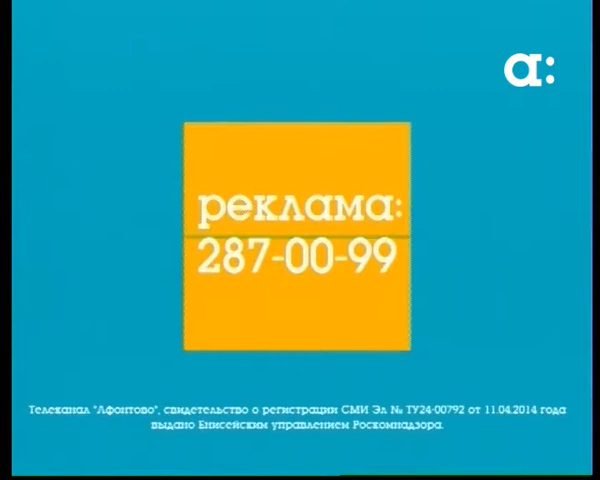 а:
реклама:
287-00-99
Телеканал "Афонтово", свидетельство о регистрации СМИ Эл № ТУ24-00792 от 11.04.2014 года
выдано Енисейским управлением Роскомнадзора.